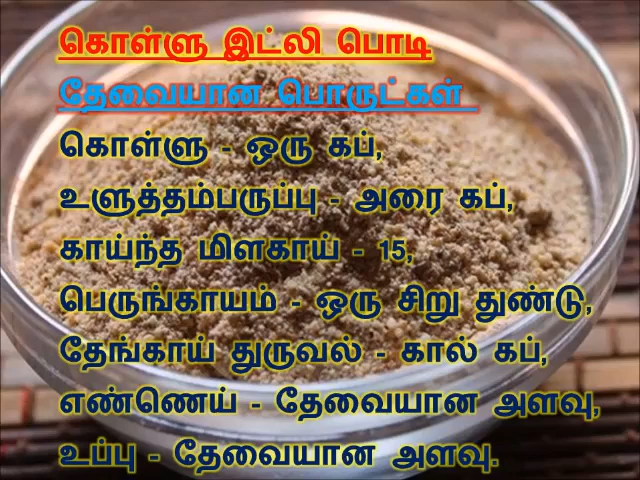 கொள்ளு இட்லி பொடி
தேவையான பொருட்கள்
கொள்ளு - ஒரு கப்,
உளுத்தம்பருப்பு - அரை கப்,
காய்ந்த மிளகாய் - 15,
பெருங்காயம் - ஒரு சிறு துண்டு,
தேங்காய் துருவல் - கால் கப்,
எண்ணெய் - தேவையான அளவு,
உப்பு - தேவையான அளவு.